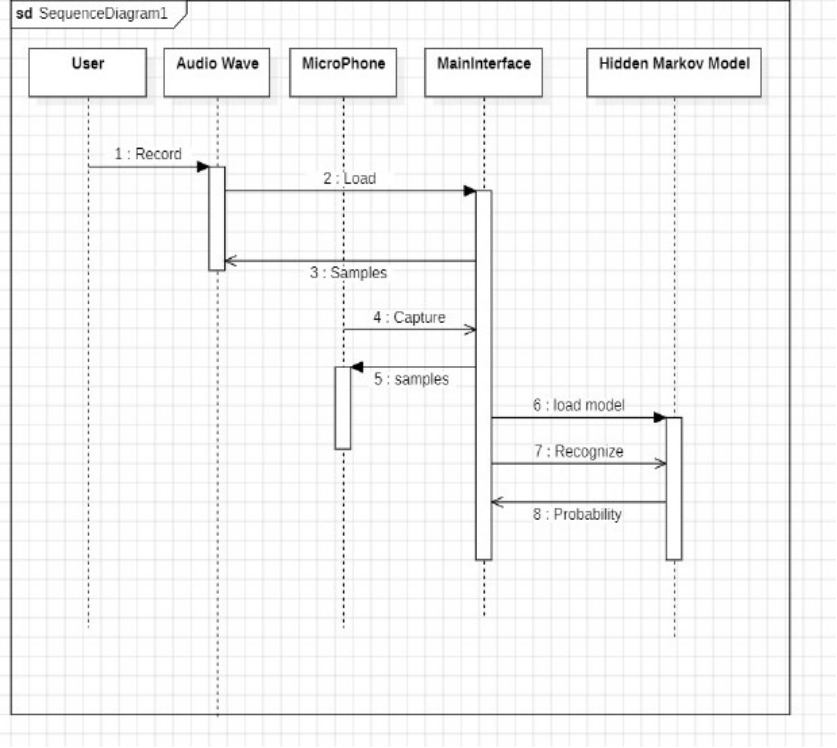 sd SequenceDiagram1
User
Audio Wave
MicroPhone
MainInterface
Hidden Markov Model
1 : Record
2 : Load
3 : Samples
4 : Capture
5 : samples
6 : load model
7 : Recognize
8 : Probability